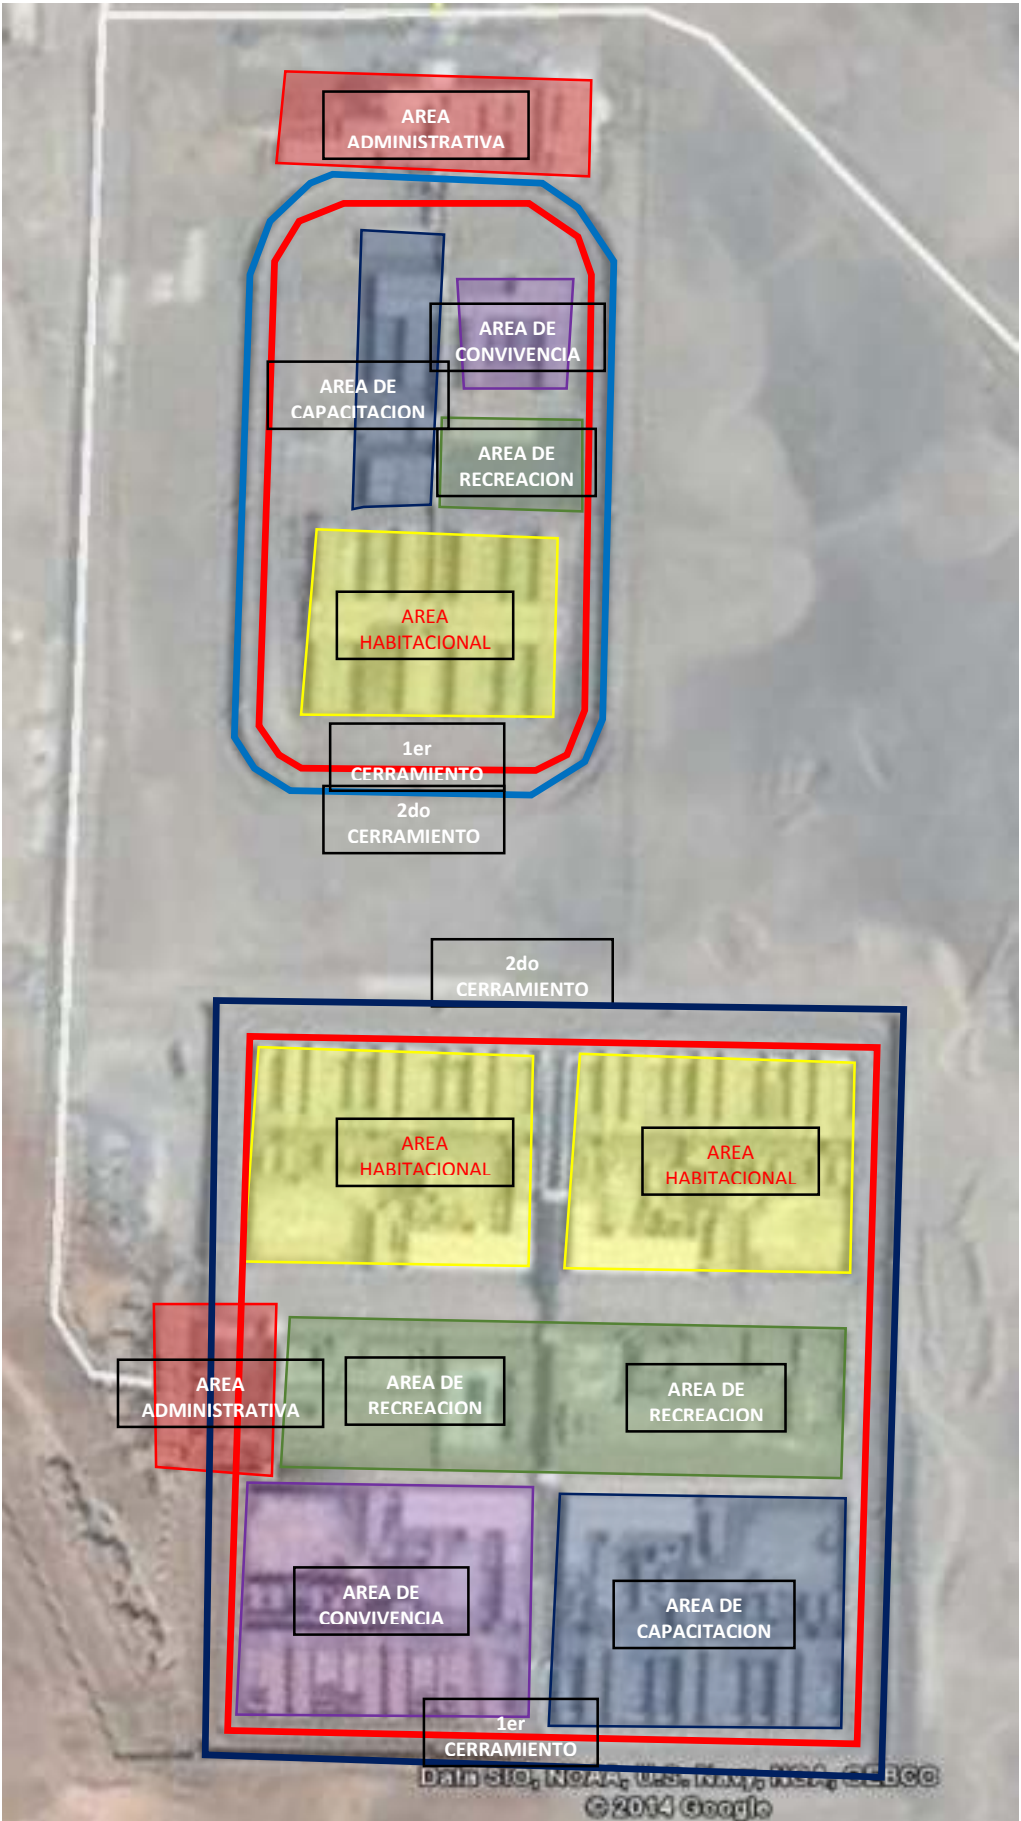 AREA
ADMINISTRATIVA
AREA DE
CONVIVENCIA
AREA DE
CAPACITACION
AREA DE
RECREACION
AREA
HABITACIONAL
1er
CERRAMIENTO
2do
CERRAMIENTO
2do
CERRAMIENTO
AREA
HABITACIONAL
AREA
HABITACIONAL
AREA
ADMINISTRATIVA
AREA DE
RECREACION
AREA DE
RECREACION
AREA DE
CONVIVENCIA
AREA DE
CAPACITACION
1er
CERRAMIENTO
Data SIO, NOAA, U.S. Navy, NGA, GEBCO
© 2014 Google